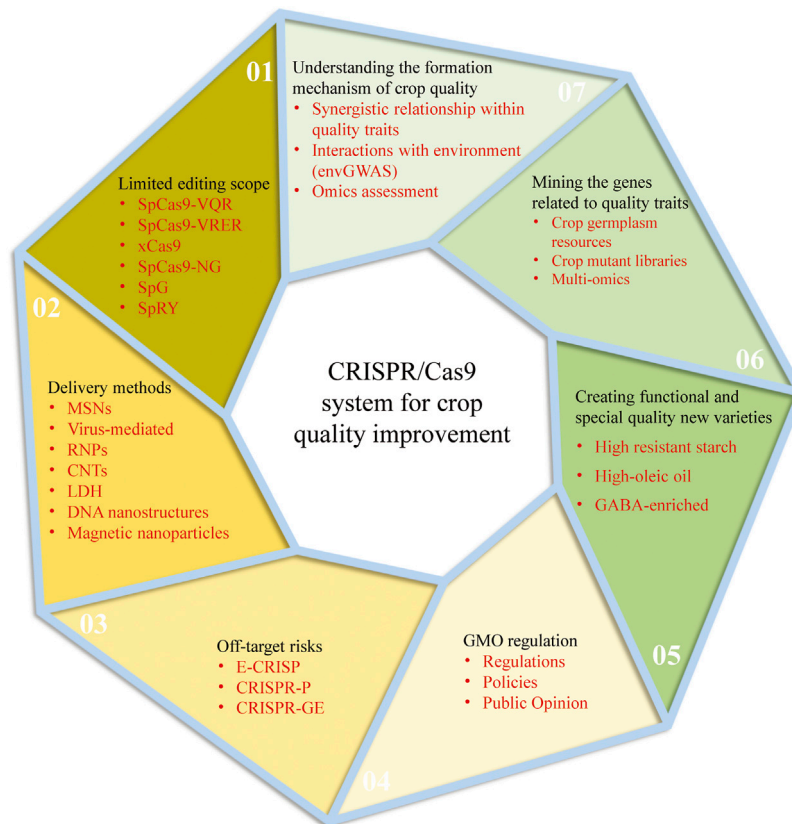 CRISPR/Cas9
system for crop
quality improvement
01
Limited editing scope
• SpCas9-VQR
• SpCas9-VRER
• xCas9
• SpCas9-NG
• SpG
• SpRY
02
Delivery methods
• MSNs
• Virus-mediated
• RNPs
• CNTs
• LDH
• DNA nanostructures
• Magnetic nanoparticles
03
Off-target risks
• E-CRISP
• CRISPR-P
• CRISPR-GE
04
GMO regulation
• Regulations
• Policies
• Public Opinion
05
Creating functional and
special quality new varieties
• High resistant starch
• High-oleic oil
• GABA-enriched
06
Mining the genes
related to quality traits
• Crop germplasm
resources
• Crop mutant libraries
• Multi-omics
07
Understanding the formation
mechanism of crop quality
• Synergistic relationship within
quality traits
• Interactions with environment
(envGWAS)
• Omics assessment